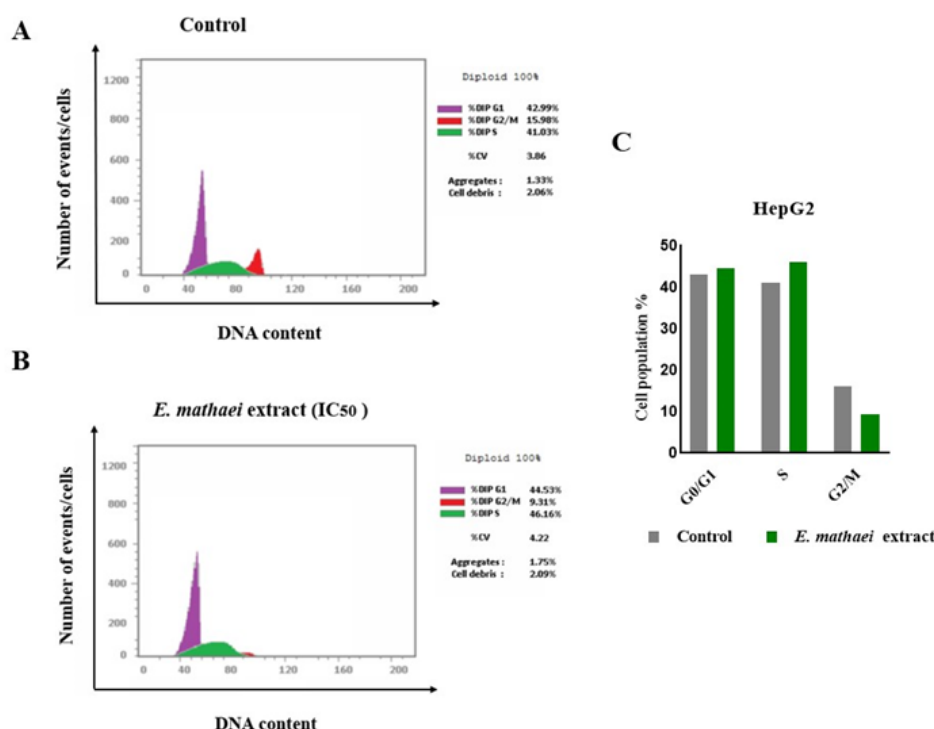 A
Control
Number of events/cells
1200
800
600
400
200
0
0 40 80 120 160 200
DNA content
Diploid 100%
%DIP G1 42.99%
%DIP G2/M 15.98%
%DIP S 41.03%
%CV 3.86
Aggregates : 1.33%
Cell debris : 2.06%
B
E. mathaei extract (IC50 )
Number of events/cells
1200
800
600
400
200
0
0 40 80 120 160 200
DNA content
Diploid 100%
%DIP G1 44.53%
%DIP G2/M 9.31%
%DIP S 46.16%
%CV 4.22
Aggregates : 1.75%
Cell debris : 2.09%
C
HepG2
Cell population %
50
40
30
20
10
0
G0/G1 S G2/M
Control E. mathaei extract